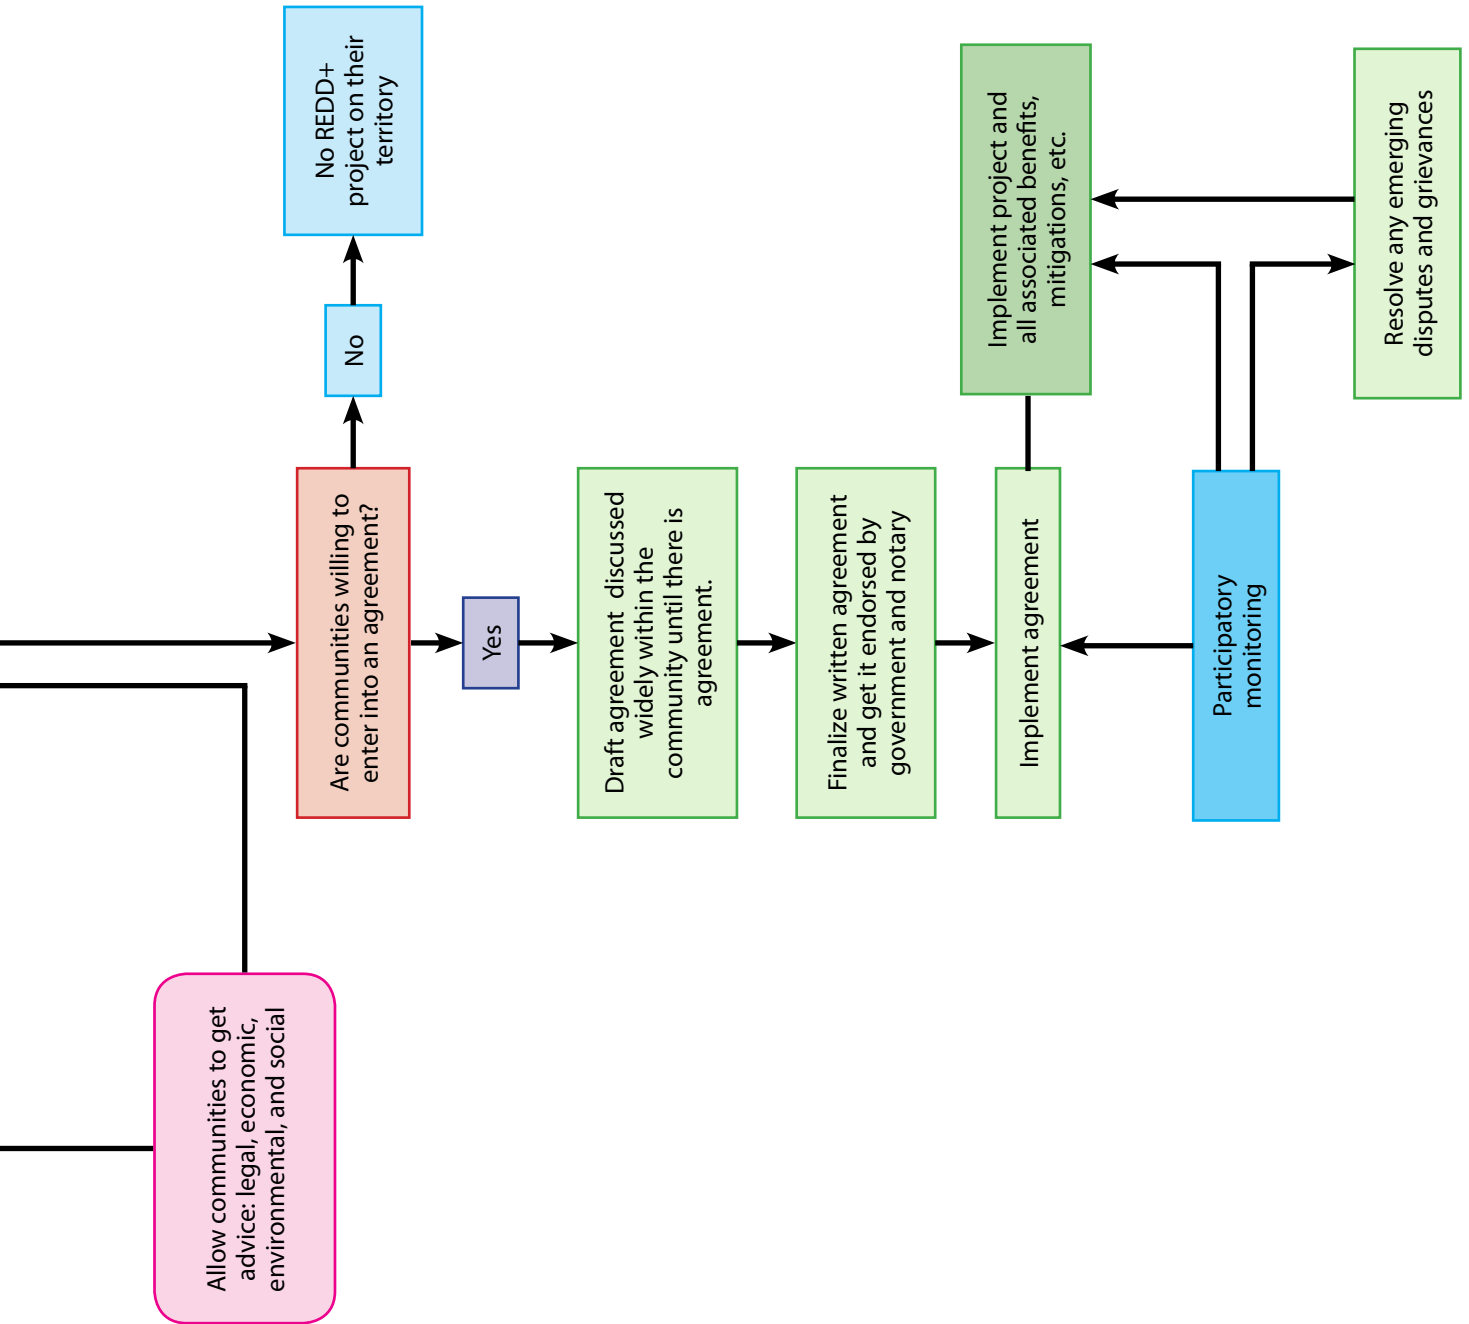 Allow communities to get
advice: legal, economic,
environmental, and social
Are communities willing to
enter into an agreement?
No
No REDD+
project on their
territory
Yes
Draft agreement discussed
widely within the
community until there is
agreement.
Finalize written agreement
and get it endorsed by
government and notary
Implement agreement
Implement project and
all associated benefits,
mitigations, etc.
Participatory
monitoring
Resolve any emerging
disputes and grievances